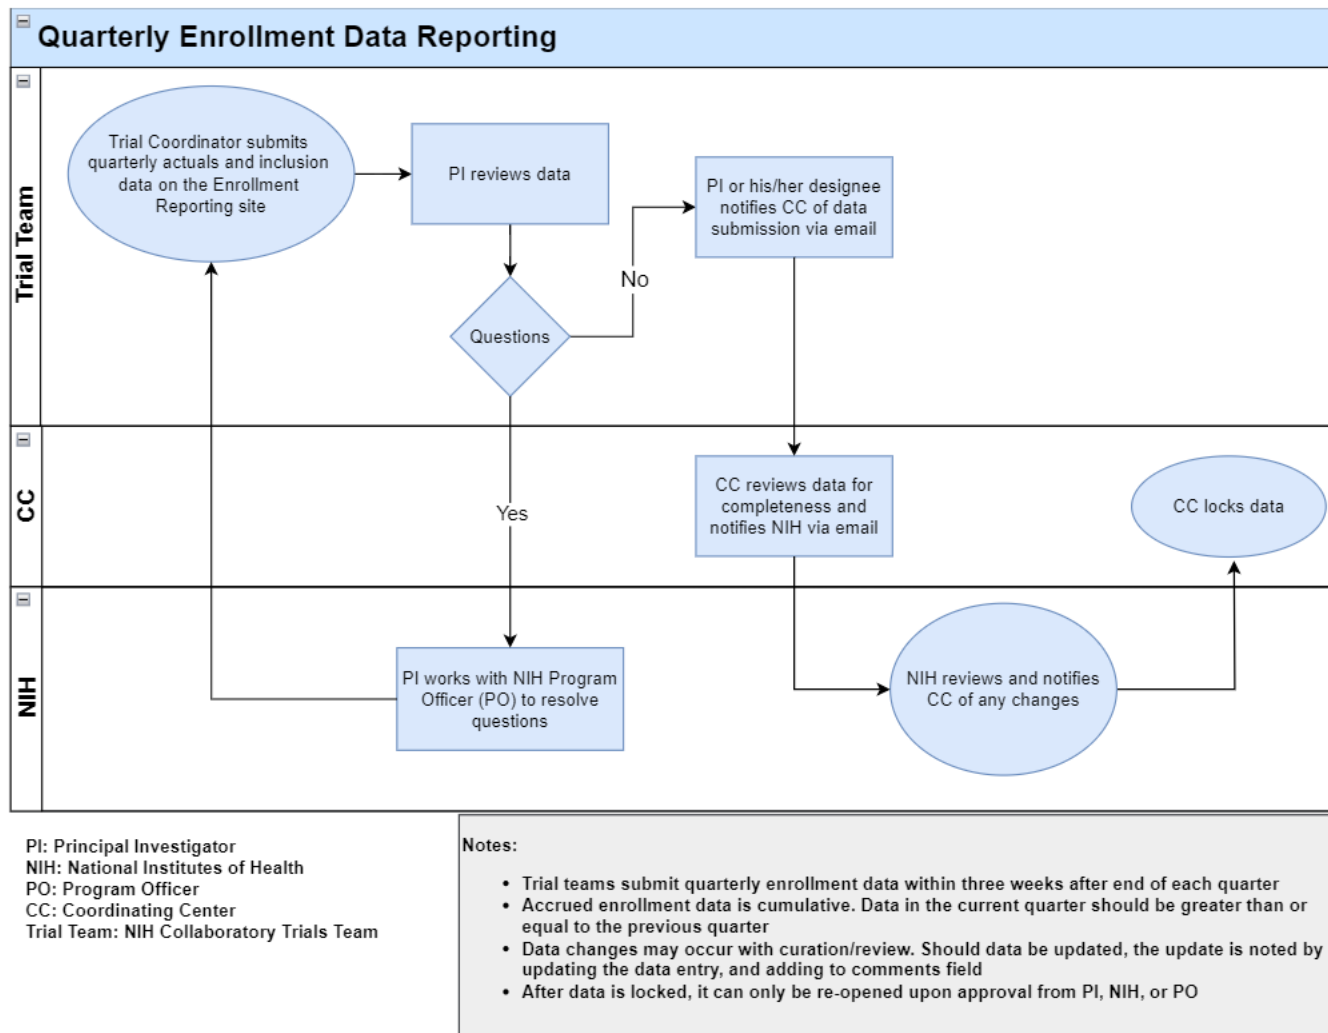 Quarterly Enrollment Data Reporting
Trial Team
Trial Coordinator submits
quarterly actuals and inclusion
data on the Enrollment
Reporting site
PI reviews data
Questions
No
PI or his/her designee
notifies CC of data
submission via email
CC
Yes
CC reviews data for
completeness and
notifies NIH via email
CC locks data
NIH
PI works with NIH Program
Officer (PO) to resolve
questions
NIH reviews and notifies
CC of any changes
PI: Principal Investigator
NIH: National Institutes of Health
PO: Program Officer
CC: Coordinating Center
Trial Team: NIH Collaboratory Trials Team
Notes:
• Trial teams submit quarterly enrollment data within three weeks after end of each quarter
• Accrued enrollment data is cumulative. Data in the current quarter should be greater than or
equal to the previous quarter
• Data changes may occur with curation/review. Should data be updated, the update is noted by
updating the data entry, and adding to comments field
• After data is locked, it can only be re-opened upon approval from PI, NIH, or PO